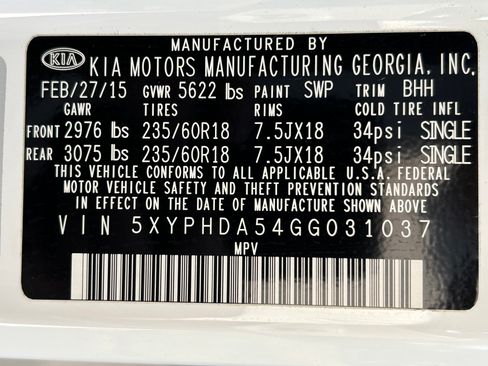 MANUFACTURED BY
KIA KIA MOTORS MANUFACTURING GEORGIA, INC.
FEB/27/15 GVWR 5622 lbs PAINT SWP TRIM BHH
GAWR TIRES RIMS COLD TIRE INFL
FRONT 2976 lbs 235/60R18 7.5JX18 34psi SINGLE
REAR 3075 lbs 235/60R18 7.5JX18 34psi SINGLE
THIS VEHICLE CONFORMS TO ALL APPLICABLE U.S.A. FEDERAL
MOTOR VEHICLE SAFETY AND THEFT PREVENTION STANDARDS
IN EFFECT ON THE DATE OF MANUFACTURE SHOWN ABOVE.
VIN 5XYPHDA54GG031037
MPV